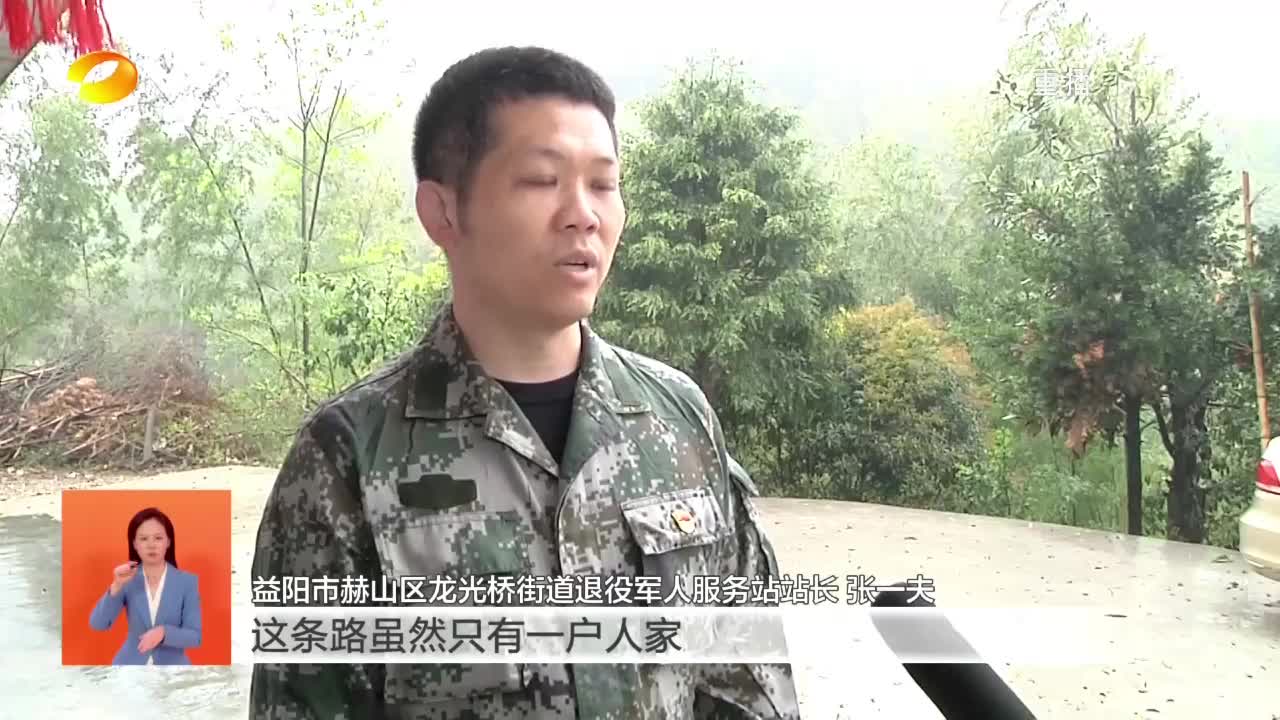 重播
益阳市赫山区龙光桥街道退役军人服务站站长 张一夫
这条路虽然只有一户人家